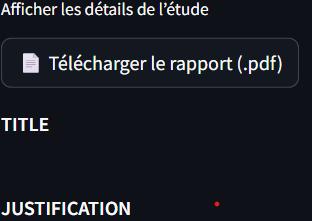 Afficher les détails de l'étude
Télécharger le rapport (.pdf)
TITLE
JUSTIFICATION